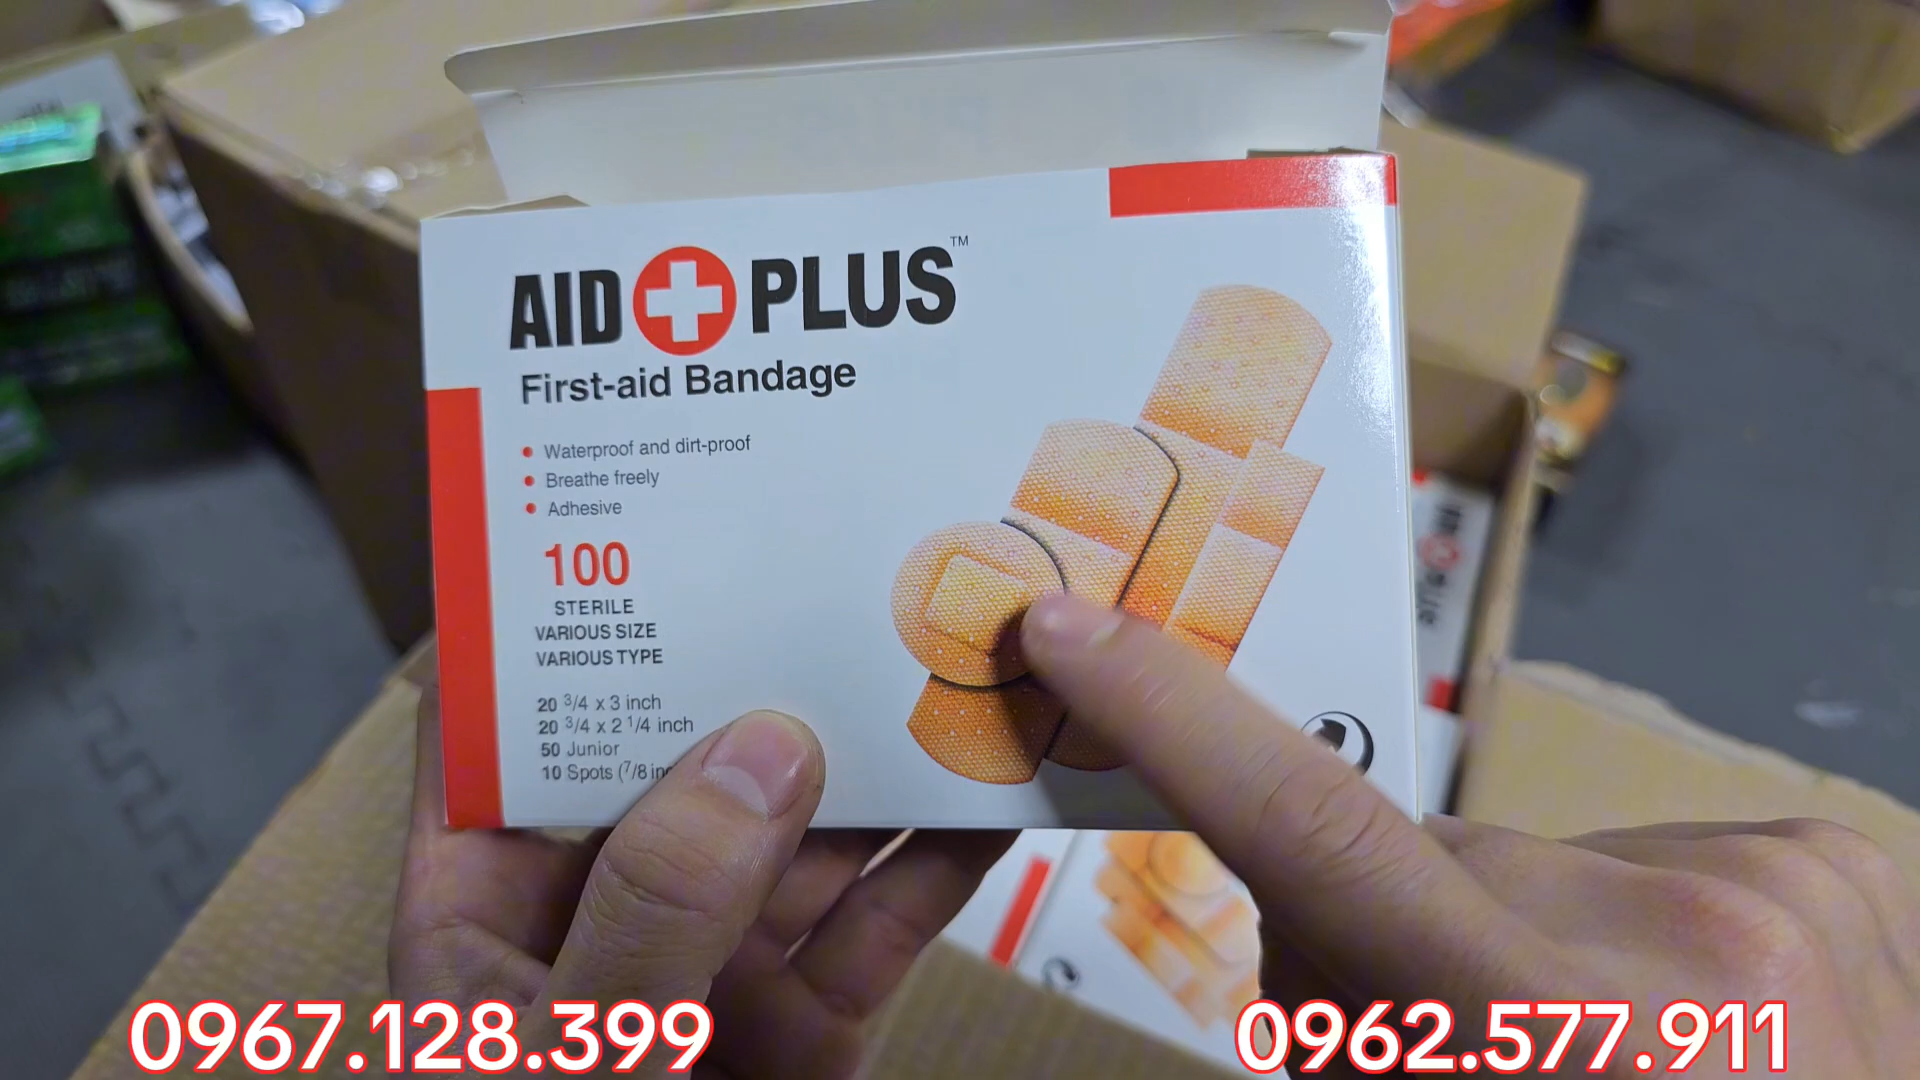 AID PLUS™
First-aid Bandage
Waterproof and dirt-proof
Breathe freely
Adhesive
100
STERILE
VARIOUS SIZE
VARIOUS TYPE
20 3/4 x 3 inch
20 3/4 x 2 1/4 inch
50 Junior
10 Spots (7/8
0967.128.399
0962.577.911